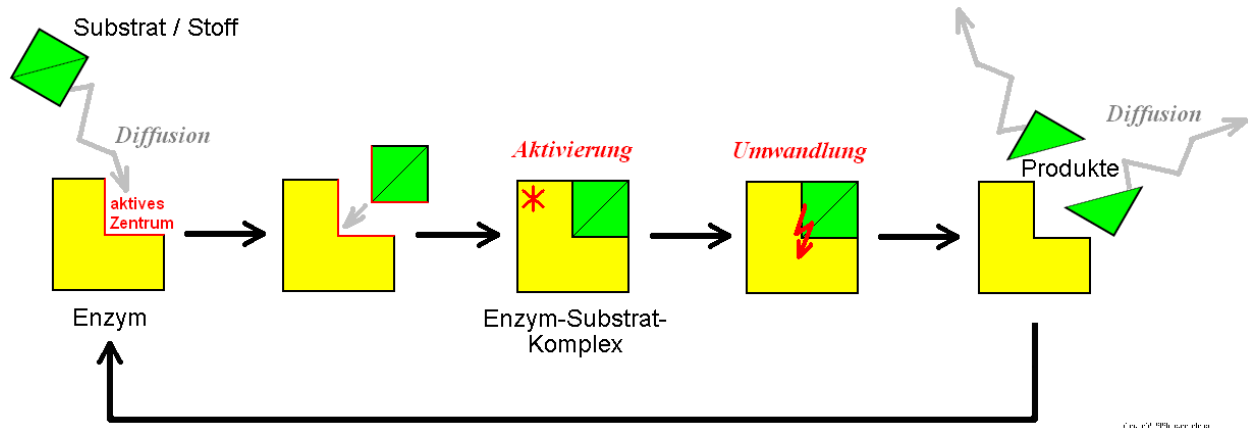 Substrat / Stoff
Diffusion
aktives
Zentrum
Enzym
Aktivierung
Enzym-Substrat-
Komplex
Umwandlung
Diffusion
Produkte